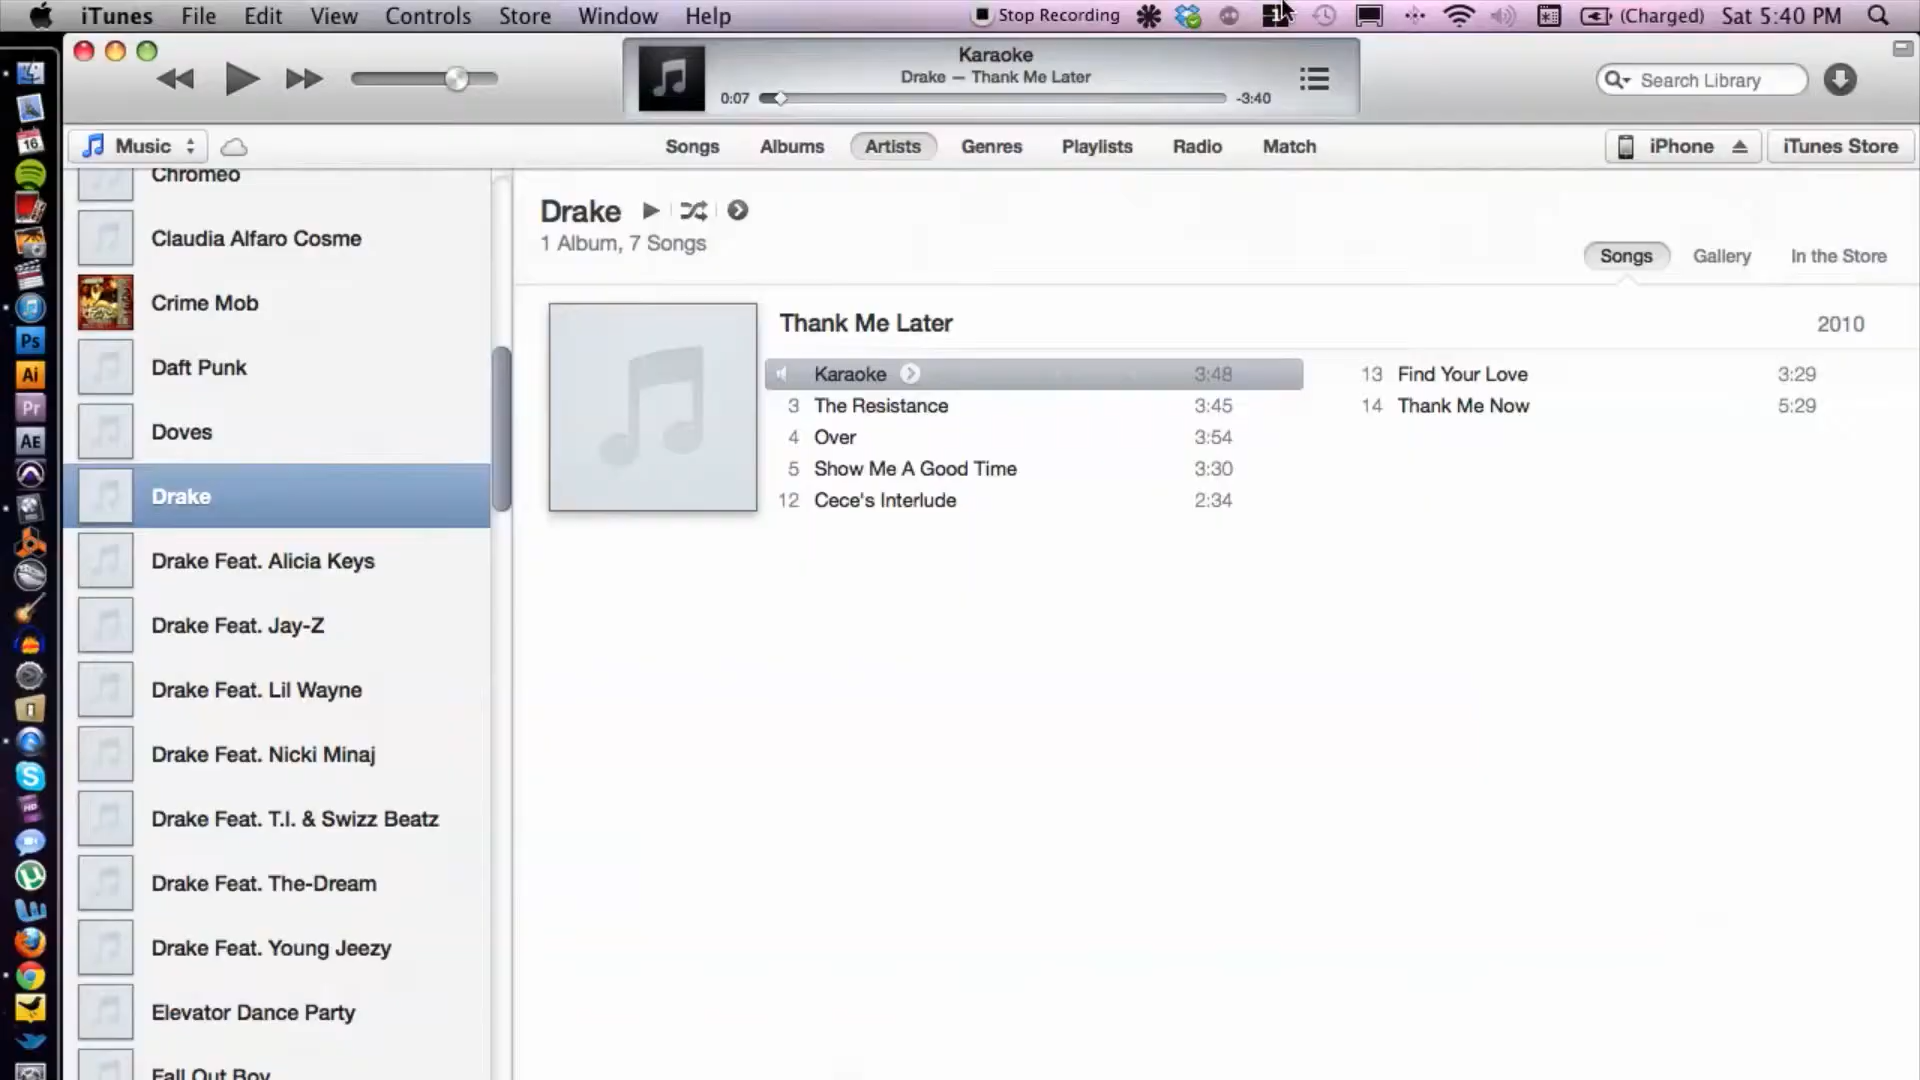 iTunes File Edit View Controls Store Window Help Stop Recording (Charged) Sat 5:40 PM
Karaoke
Drake — Thank Me Later
0:07 -3:40
Search Library
Music Songs Albums Artists Genres Playlists Radio Match iPhone iTunes Store
Chromeo
Claudia Alfaro Cosme
Crime Mob
Daft Punk
Doves
Drake
Drake Feat. Alicia Keys
Drake Feat. Jay-Z
Drake Feat. Lil Wayne
Drake Feat. Nicki Minaj
Drake Feat. T.I. & Swizz Beatz
Drake Feat. The-Dream
Drake Feat. Young Jeezy
Elevator Dance Party
Fall Out Boy
Drake
1 Album, 7 Songs
Songs Gallery In the Store
Thank Me Later 2010
Karaoke 3:48
3 The Resistance 3:45
4 Over 3:54
5 Show Me A Good Time 3:30
12 Cece's Interlude 2:34
13 Find Your Love 3:29
14 Thank Me Now 5:29
16
Ps
Ai
Pr
AE